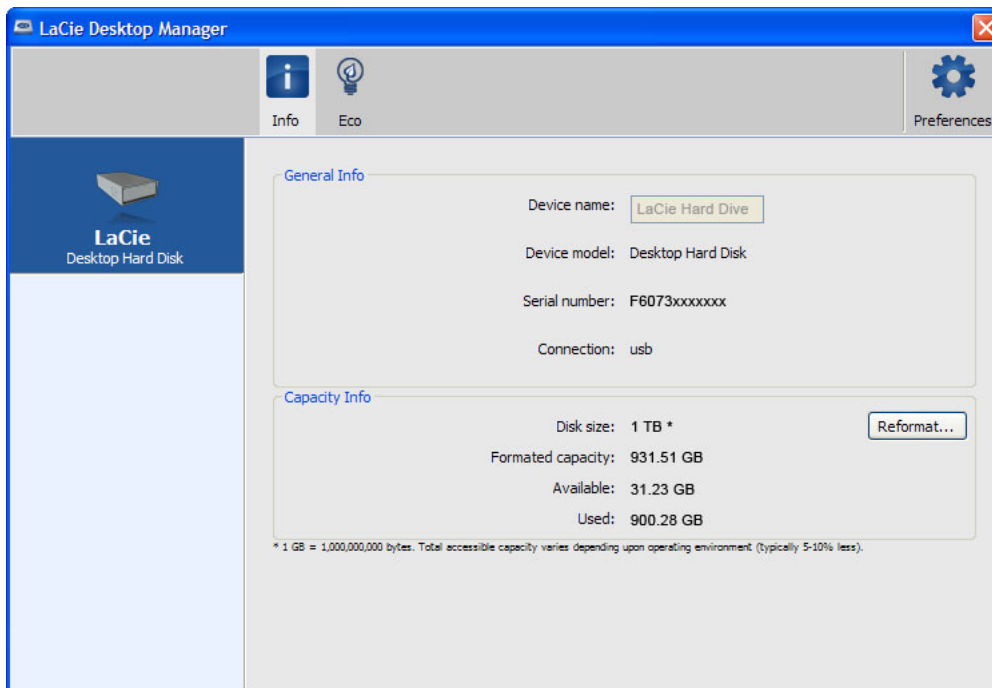 LaCie Desktop Manager
Info
Eco
Preferences
LaCie
Desktop Hard Disk
General Info
Device name: LaCie Hard Dive
Device model: Desktop Hard Disk
Serial number: F6073xxxxxxx
Connection: usb
Capacity Info
Disk size: 1 TB *
Reformat...
Formated capacity: 931.51 GB
Available: 31.23 GB
Used: 900.28 GB
* 1 GB = 1,000,000,000 bytes. Total accessible capacity varies depending upon operating environment (typically 5-10% less).